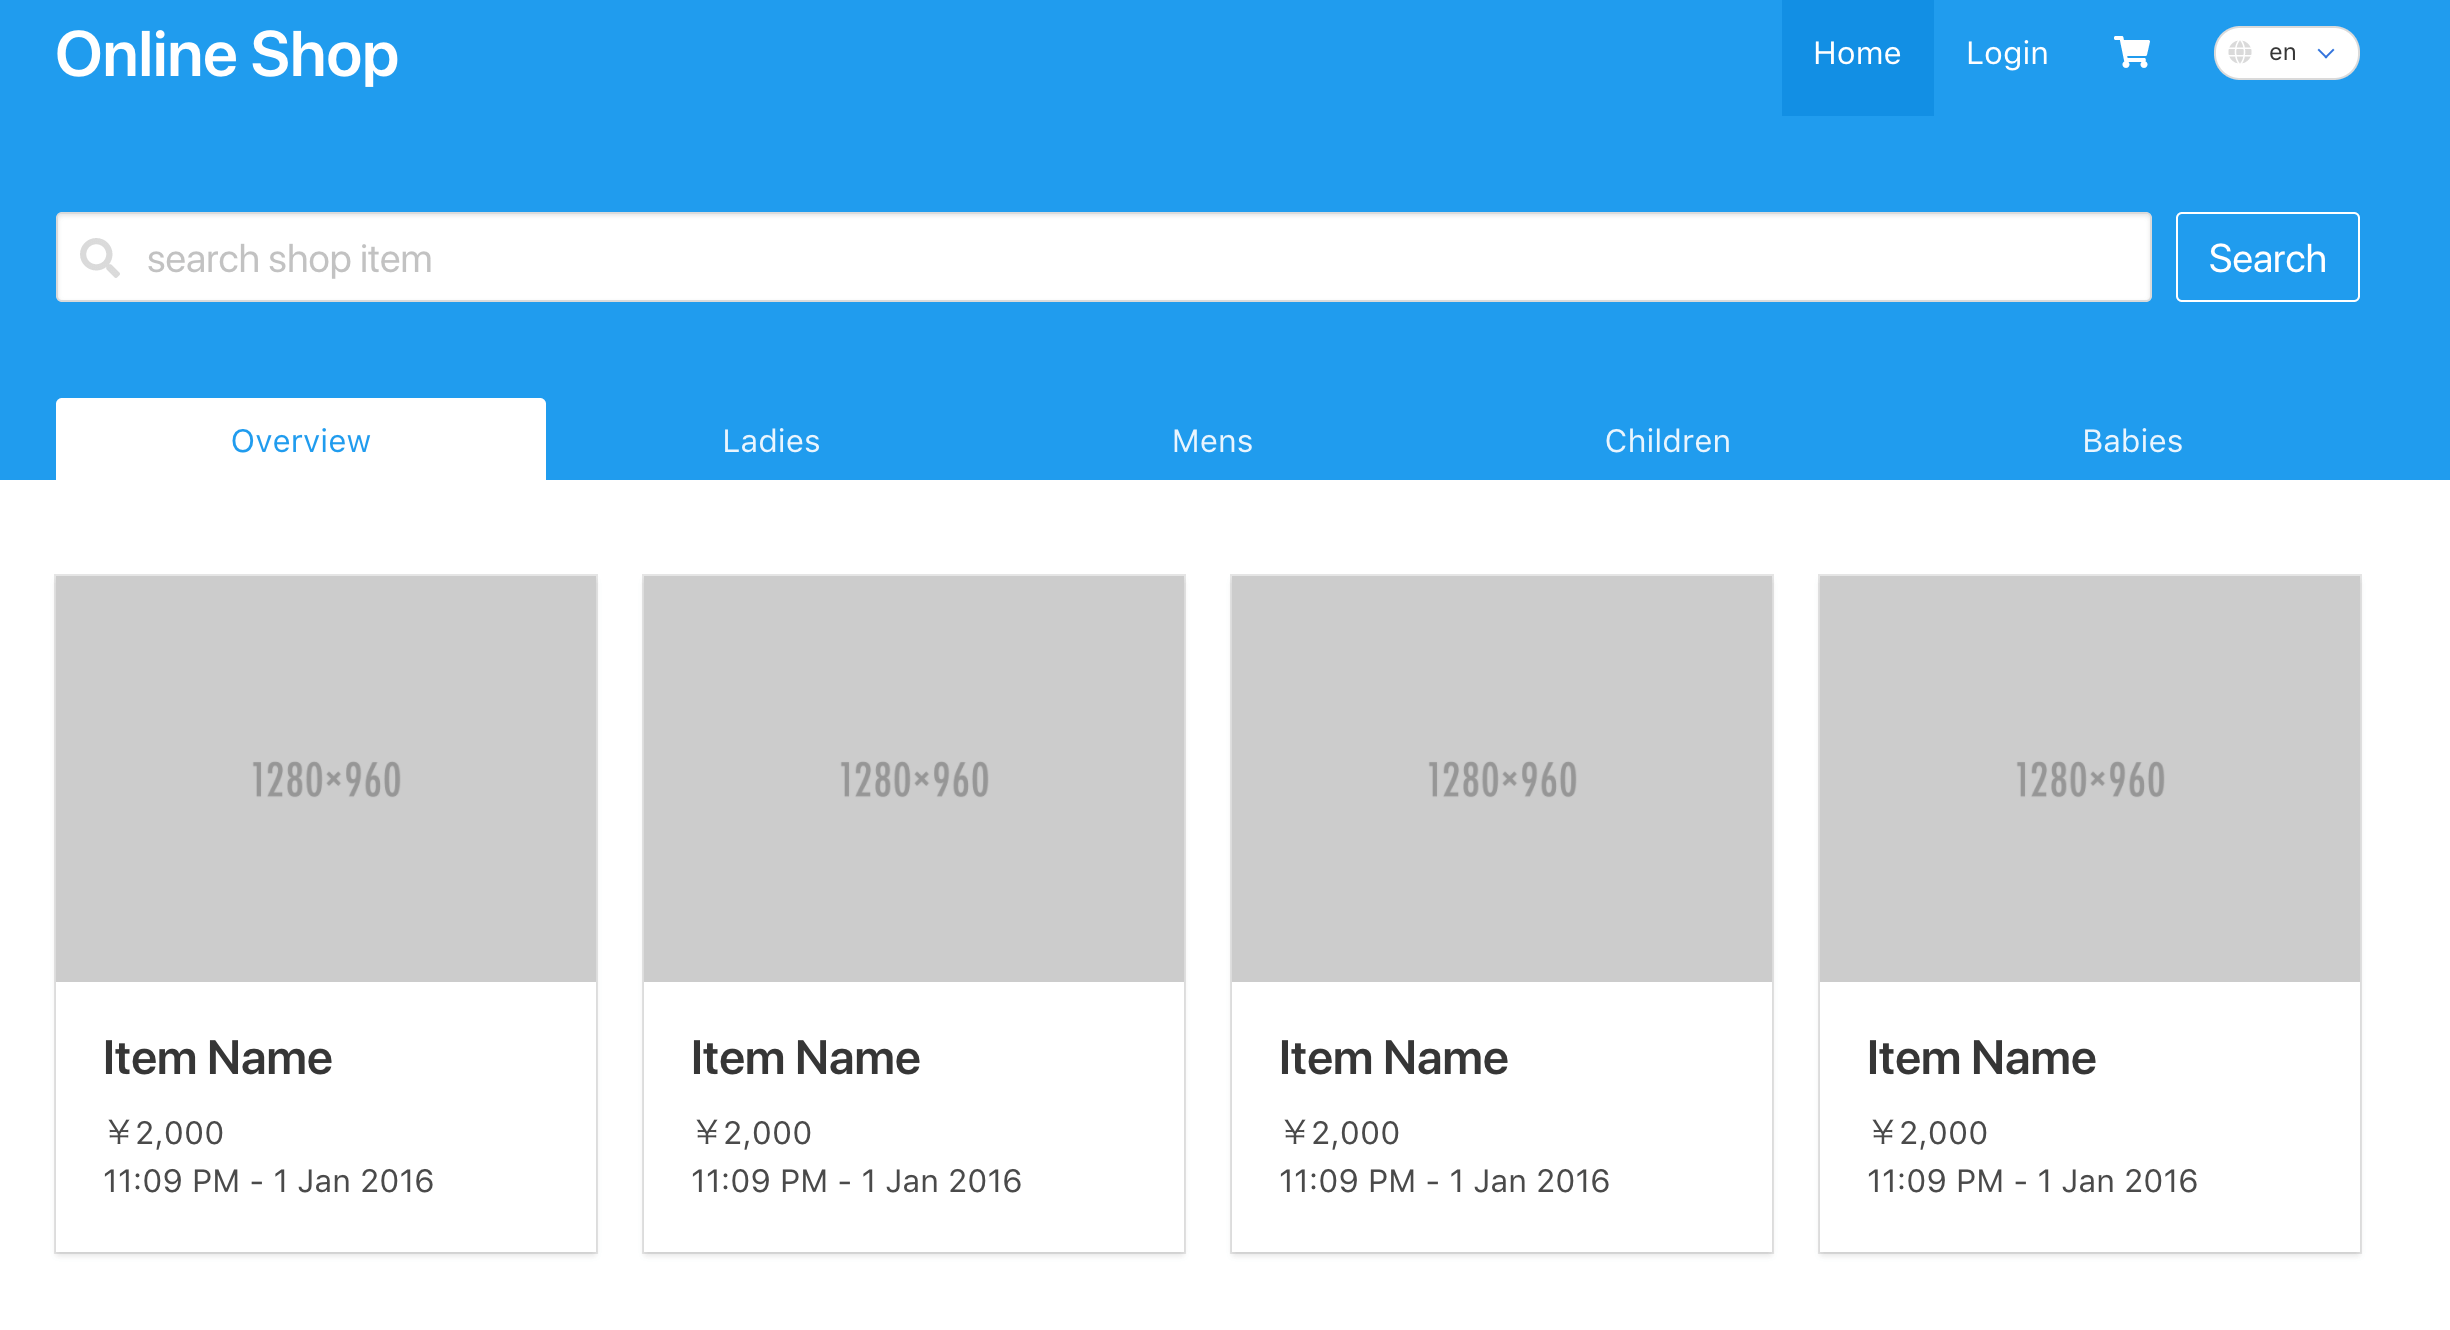 Online Shop
Home
Login
en
search shop item
Search
Overview
Ladies
Mens
Children
Babies
1280×960
1280×960
1280×960
1280×960
Item Name
¥2,000
11:09 PM - 1 Jan 2016
Item Name
¥2,000
11:09 PM - 1 Jan 2016
Item Name
¥2,000
11:09 PM - 1 Jan 2016
Item Name
¥2,000
11:09 PM - 1 Jan 2016